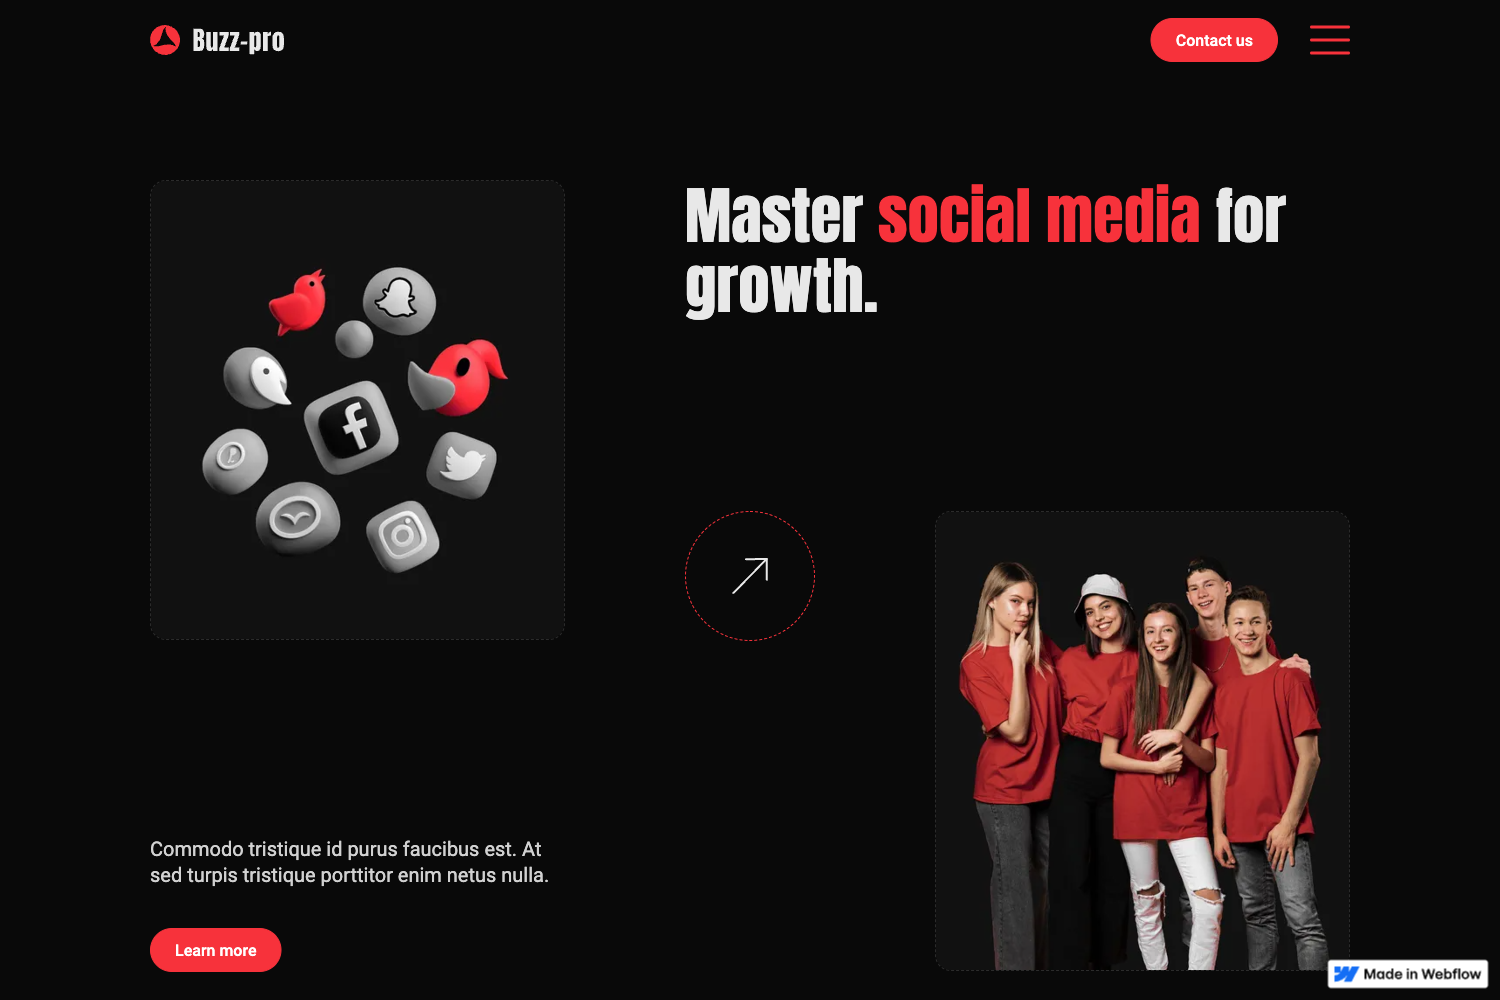 Buzz-pro
Contact us
Master social media for
growth.
Commodo tristique id purus faucibus est. At
sed turpis tristique porttitor enim netus nulla.
Learn more
Made in Webflow